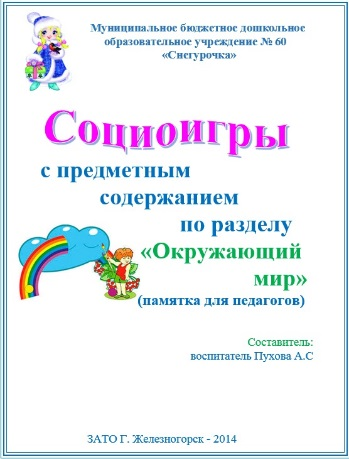 Муниципальное бюджетное дошкольное
образовательное учреждение № 60
«Снегурочка»
Социоигры
с предметным
содержанием
по разделу
«Окружающий
мир»
(памятка для педагогов)
Составитель:
воспитатель Пухова А.С
ЗАТО Г. Железногорск - 2014